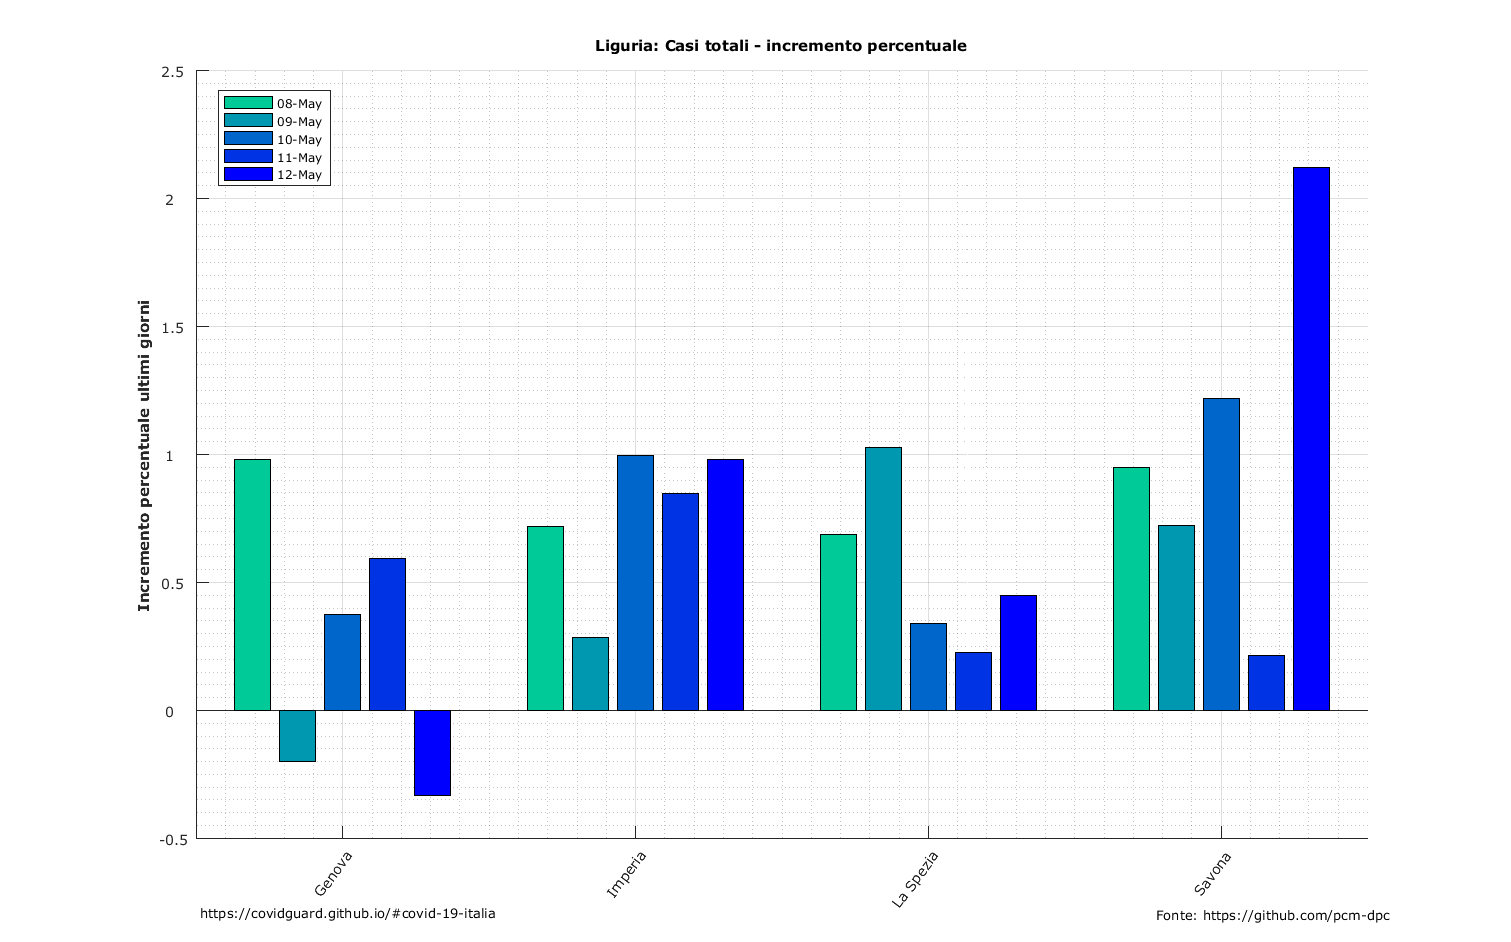 Liguria: Casi totali - incremento percentuale
2.5
2
1.5
1
0.5
0
-0.5
Incremento percentuale ultimi giorni
08-May
09-May
10-May
11-May
12-May
Genova
Imperia
La Spezia
Savona
https://covidguard.github.io/#covid-19-italia
Fonte: https://github.com/pcm-dpc